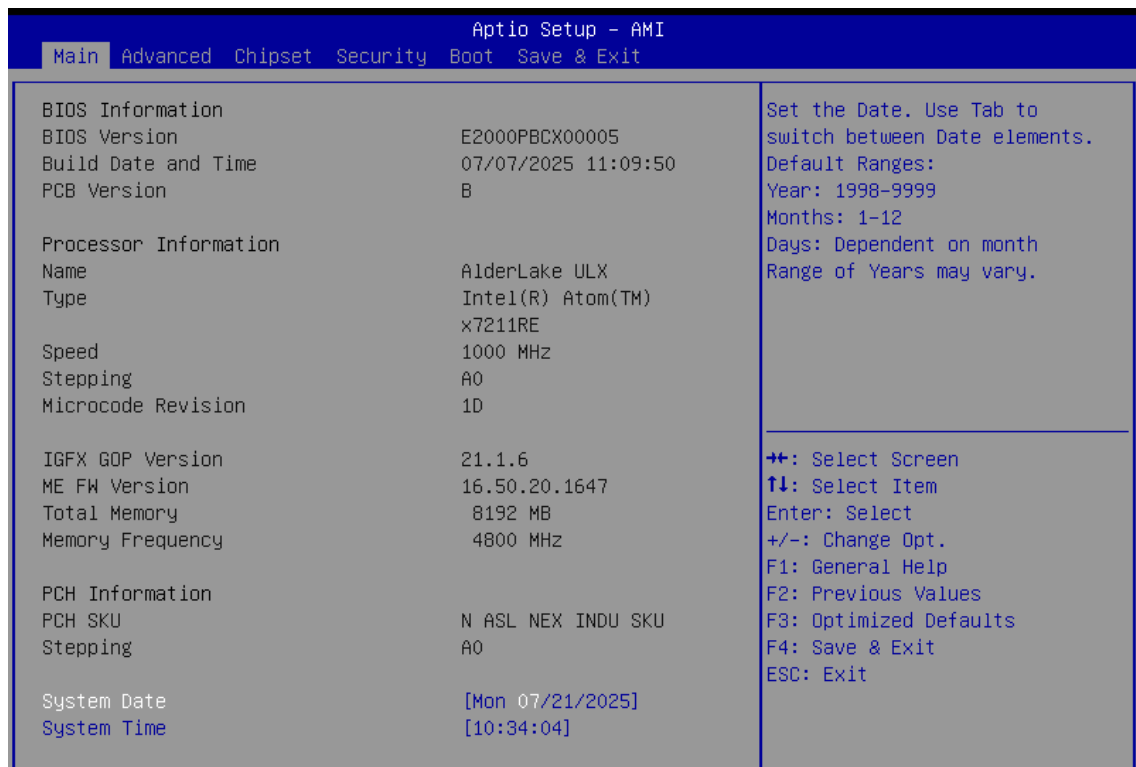 Aptio Setup - AMI
Main Advanced Chipset Security Boot Save & Exit
BIOS Information
BIOS Version E2000PBCX00005
Build Date and Time 07/07/2025 11:09:50
PCB Version B
Processor Information
Name AlderLake ULX
Type Intel(R) Atom(TM)
x7211RE
Speed 1000 MHz
Stepping A0
Microcode Revision 1D
IGFX GOP Version 21.1.6
ME FW Version 16.50.20.1647
Total Memory 8192 MB
Memory Frequency 4800 MHz
PCH Information
PCH SKU N ASL NEX INDU SKU
Stepping A0
System Date [Mon 07/21/2025]
System Time [10:34:04]
Set the Date. Use Tab to
switch between Date elements.
Default Ranges:
Year: 1998-9999
Months: 1-12
Days: Dependent on month
Range of Years may vary.
→←: Select Screen
↑↓: Select Item
Enter: Select
+/-: Change Opt.
F1: General Help
F2: Previous Values
F3: Optimized Defaults
F4: Save & Exit
ESC: Exit